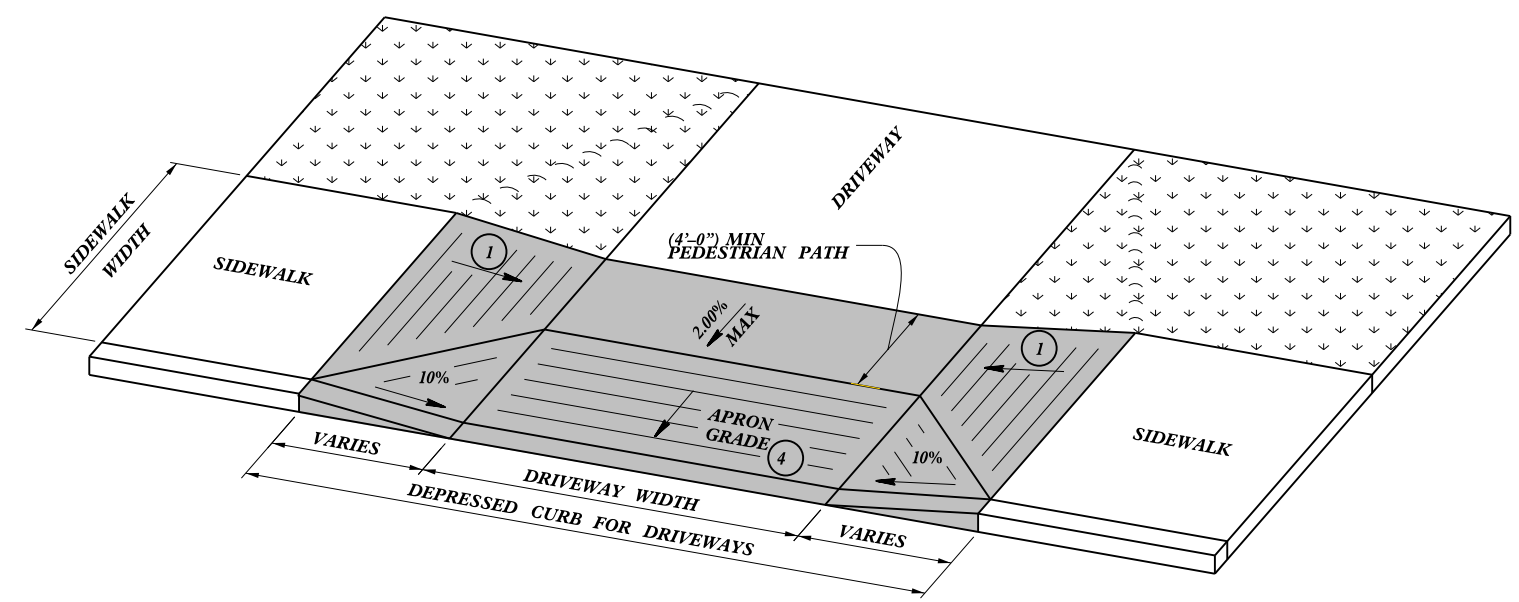 DRIVEWAY
SIDEWALK
WIDTH
(4'–0") MIN
PEDESTRIAN PATH
1
SIDEWALK
2.00%
MAX
1
10%
APRON
GRADE
4
10%
SIDEWALK
VARIES
DRIVEWAY WIDTH
VARIES
DEPRESSED CURB FOR DRIVEWAYS